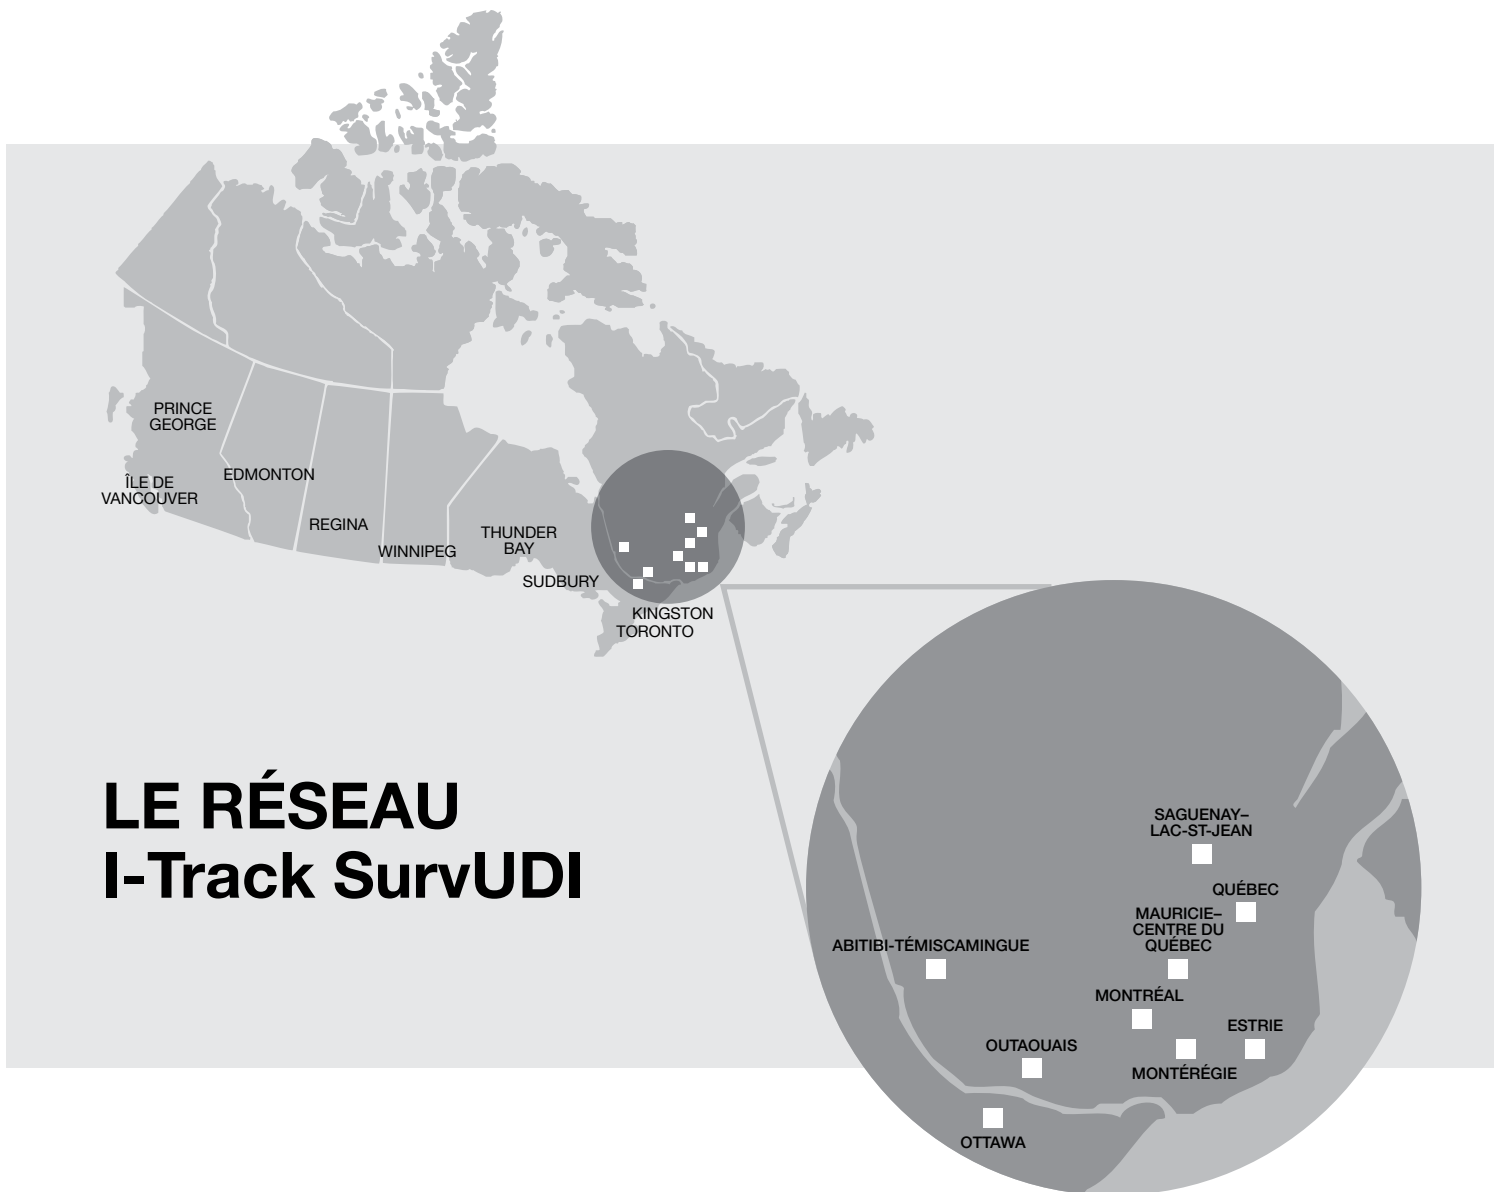 PRINCE
GEORGE
ÎLE DE
VANCOUVER
EDMONTON
REGINA
WINNIPEG
THUNDER
BAY
SUDBURY
KINGSTON
TORONTO
LE RÉSEAU
I-Track SurvUDI
SAGUENAY–
LAC-ST-JEAN
QUÉBEC
MAURICIE–
CENTRE DU
QUÉBEC
ABITIBI-TÉMISCAMINGUE
MONTRÉAL
ESTRIE
OUTAOUAIS
MONTÉRÉGIE
OTTAWA